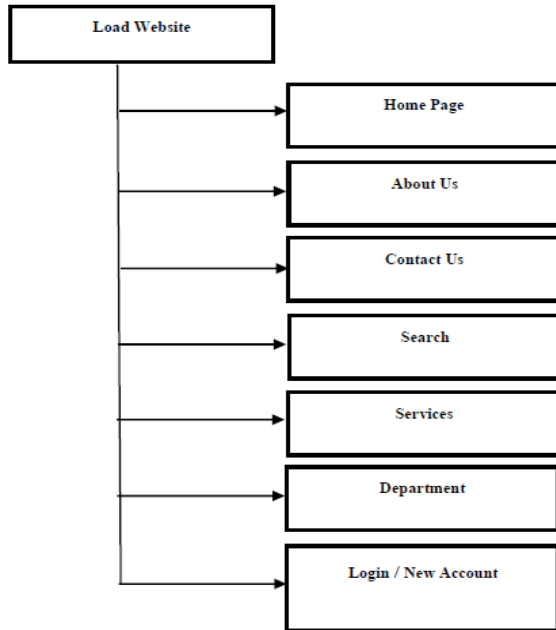 Load Website
Home Page
About Us
Contact Us
Search
Services
Department
Login / New Account